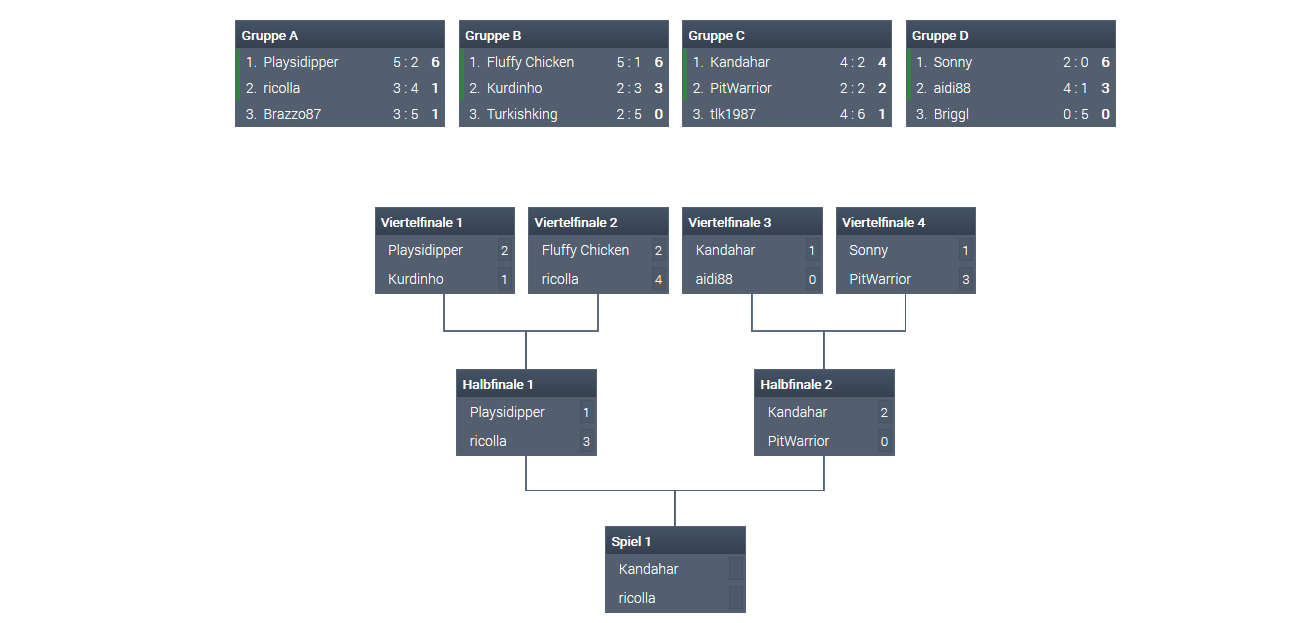 Gruppe A
1. Playsidipper 5 : 2 6
2. ricolla 3 : 4 1
3. Brazzo87 3 : 5 1
Gruppe B
1. Fluffy Chicken 5 : 1 6
2. Kurdinho 2 : 3 3
3. Turkishking 2 : 5 0
Gruppe C
1. Kandahar 4 : 2 4
2. PitWarrior 2 : 2 2
3. tlk1987 4 : 6 1
Gruppe D
1. Sonny 2 : 0 6
2. aidi88 4 : 1 3
3. Briggl 0 : 5 0
Viertelfinale 1
Playsidipper 2
Kurdinho 1
Viertelfinale 2
Fluffy Chicken 2
ricolla 4
Viertelfinale 3
Kandahar 1
aidi88 0
Viertelfinale 4
Sonny 1
PitWarrior 3
Halbfinale 1
Playsidipper 1
ricolla 3
Halbfinale 2
Kandahar 2
PitWarrior 0
Spiel 1
Kandahar
ricolla